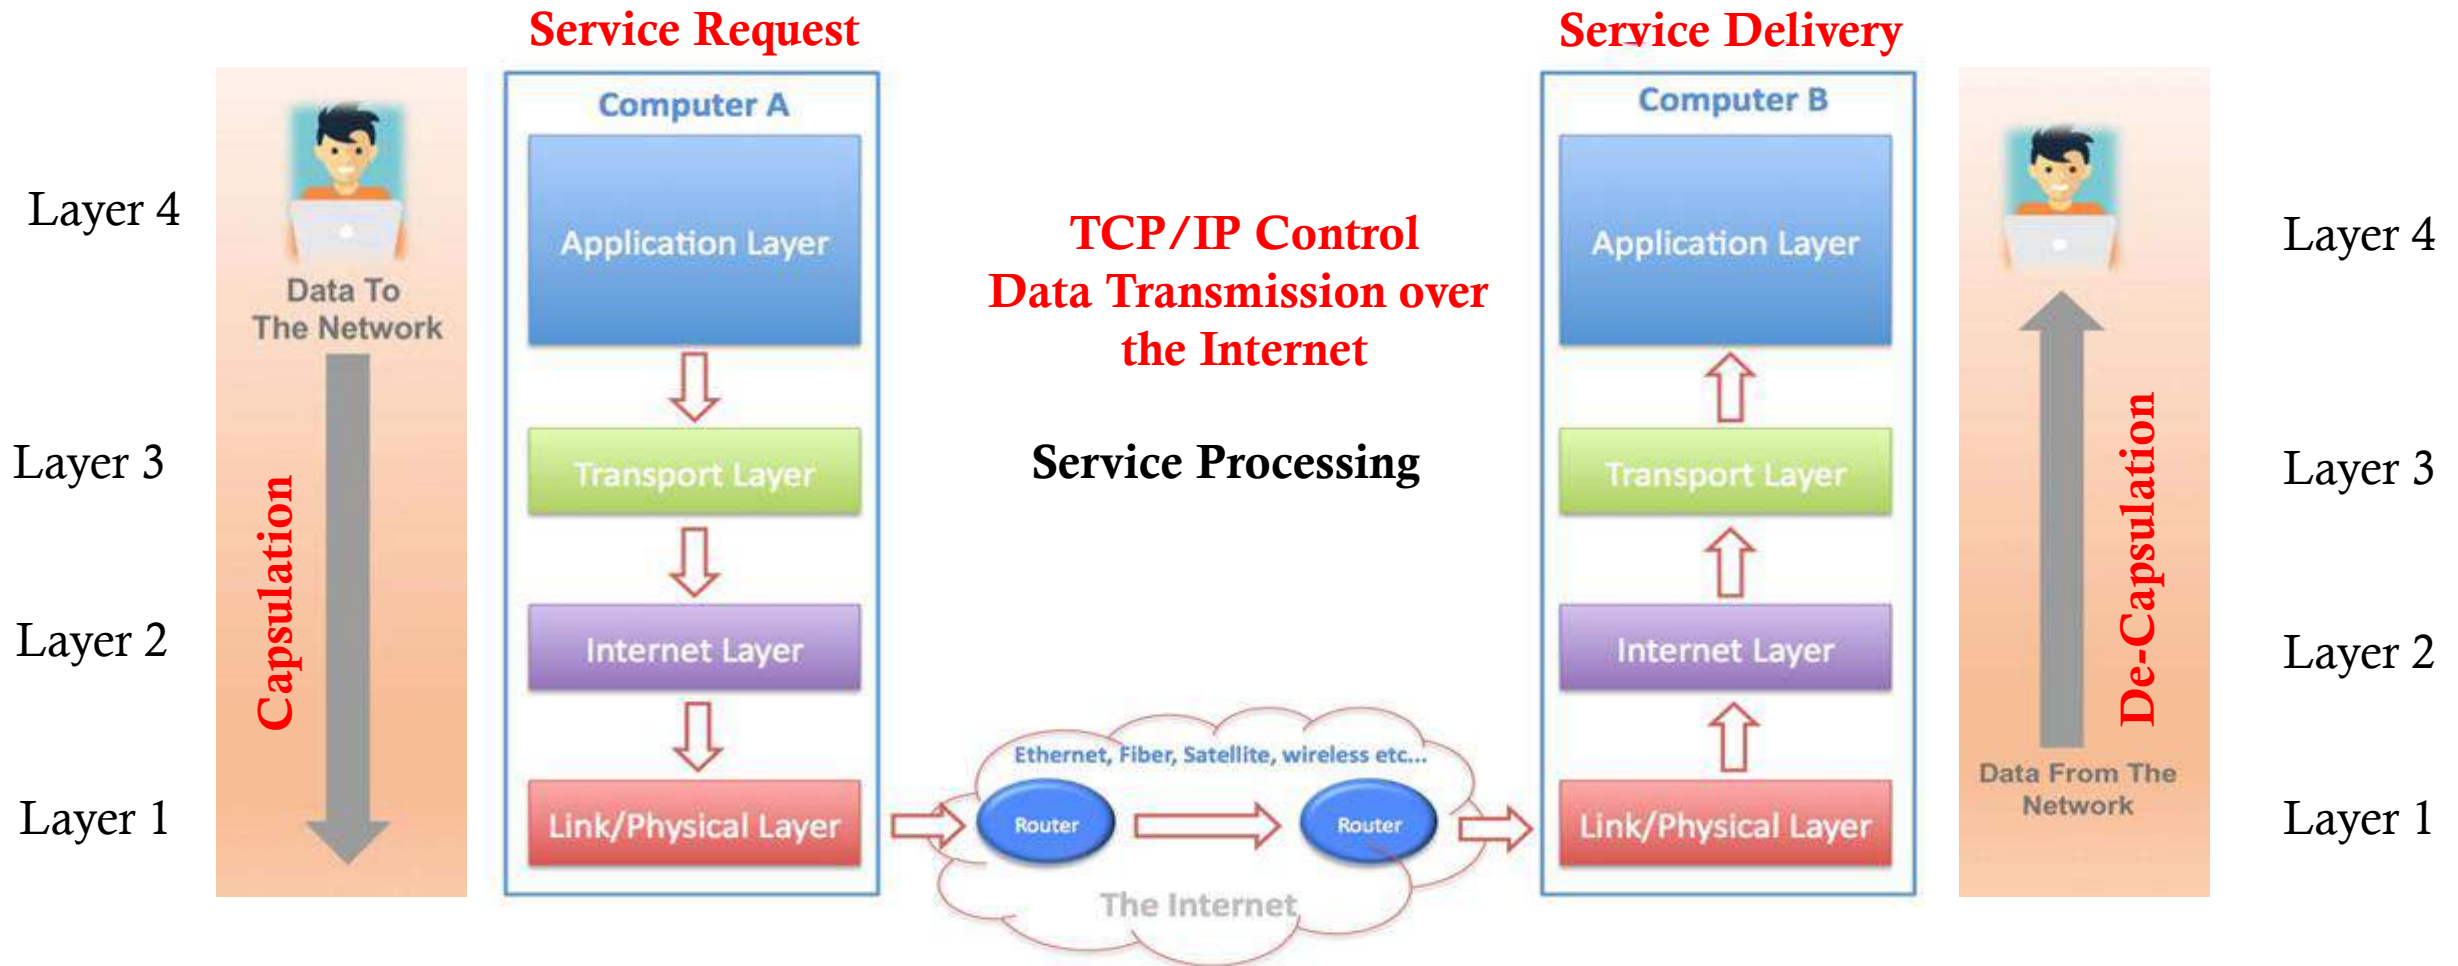 Service Request
Service Delivery
Computer A
Computer B
Layer 4
Data To
The Network
Application Layer
TCP/IP Control
Data Transmission over
the Internet
Application Layer
Layer 4
Layer 3
Capsulation
Transport Layer
Service Processing
Transport Layer
De-Capsulation
Layer 3
Layer 2
Internet Layer
Internet Layer
Layer 2
Ethernet, Fiber, Satellite, wireless etc...
Layer 1
Link/Physical Layer
Router
Router
Link/Physical Layer
Data From The
Network
Layer 1
The Internet